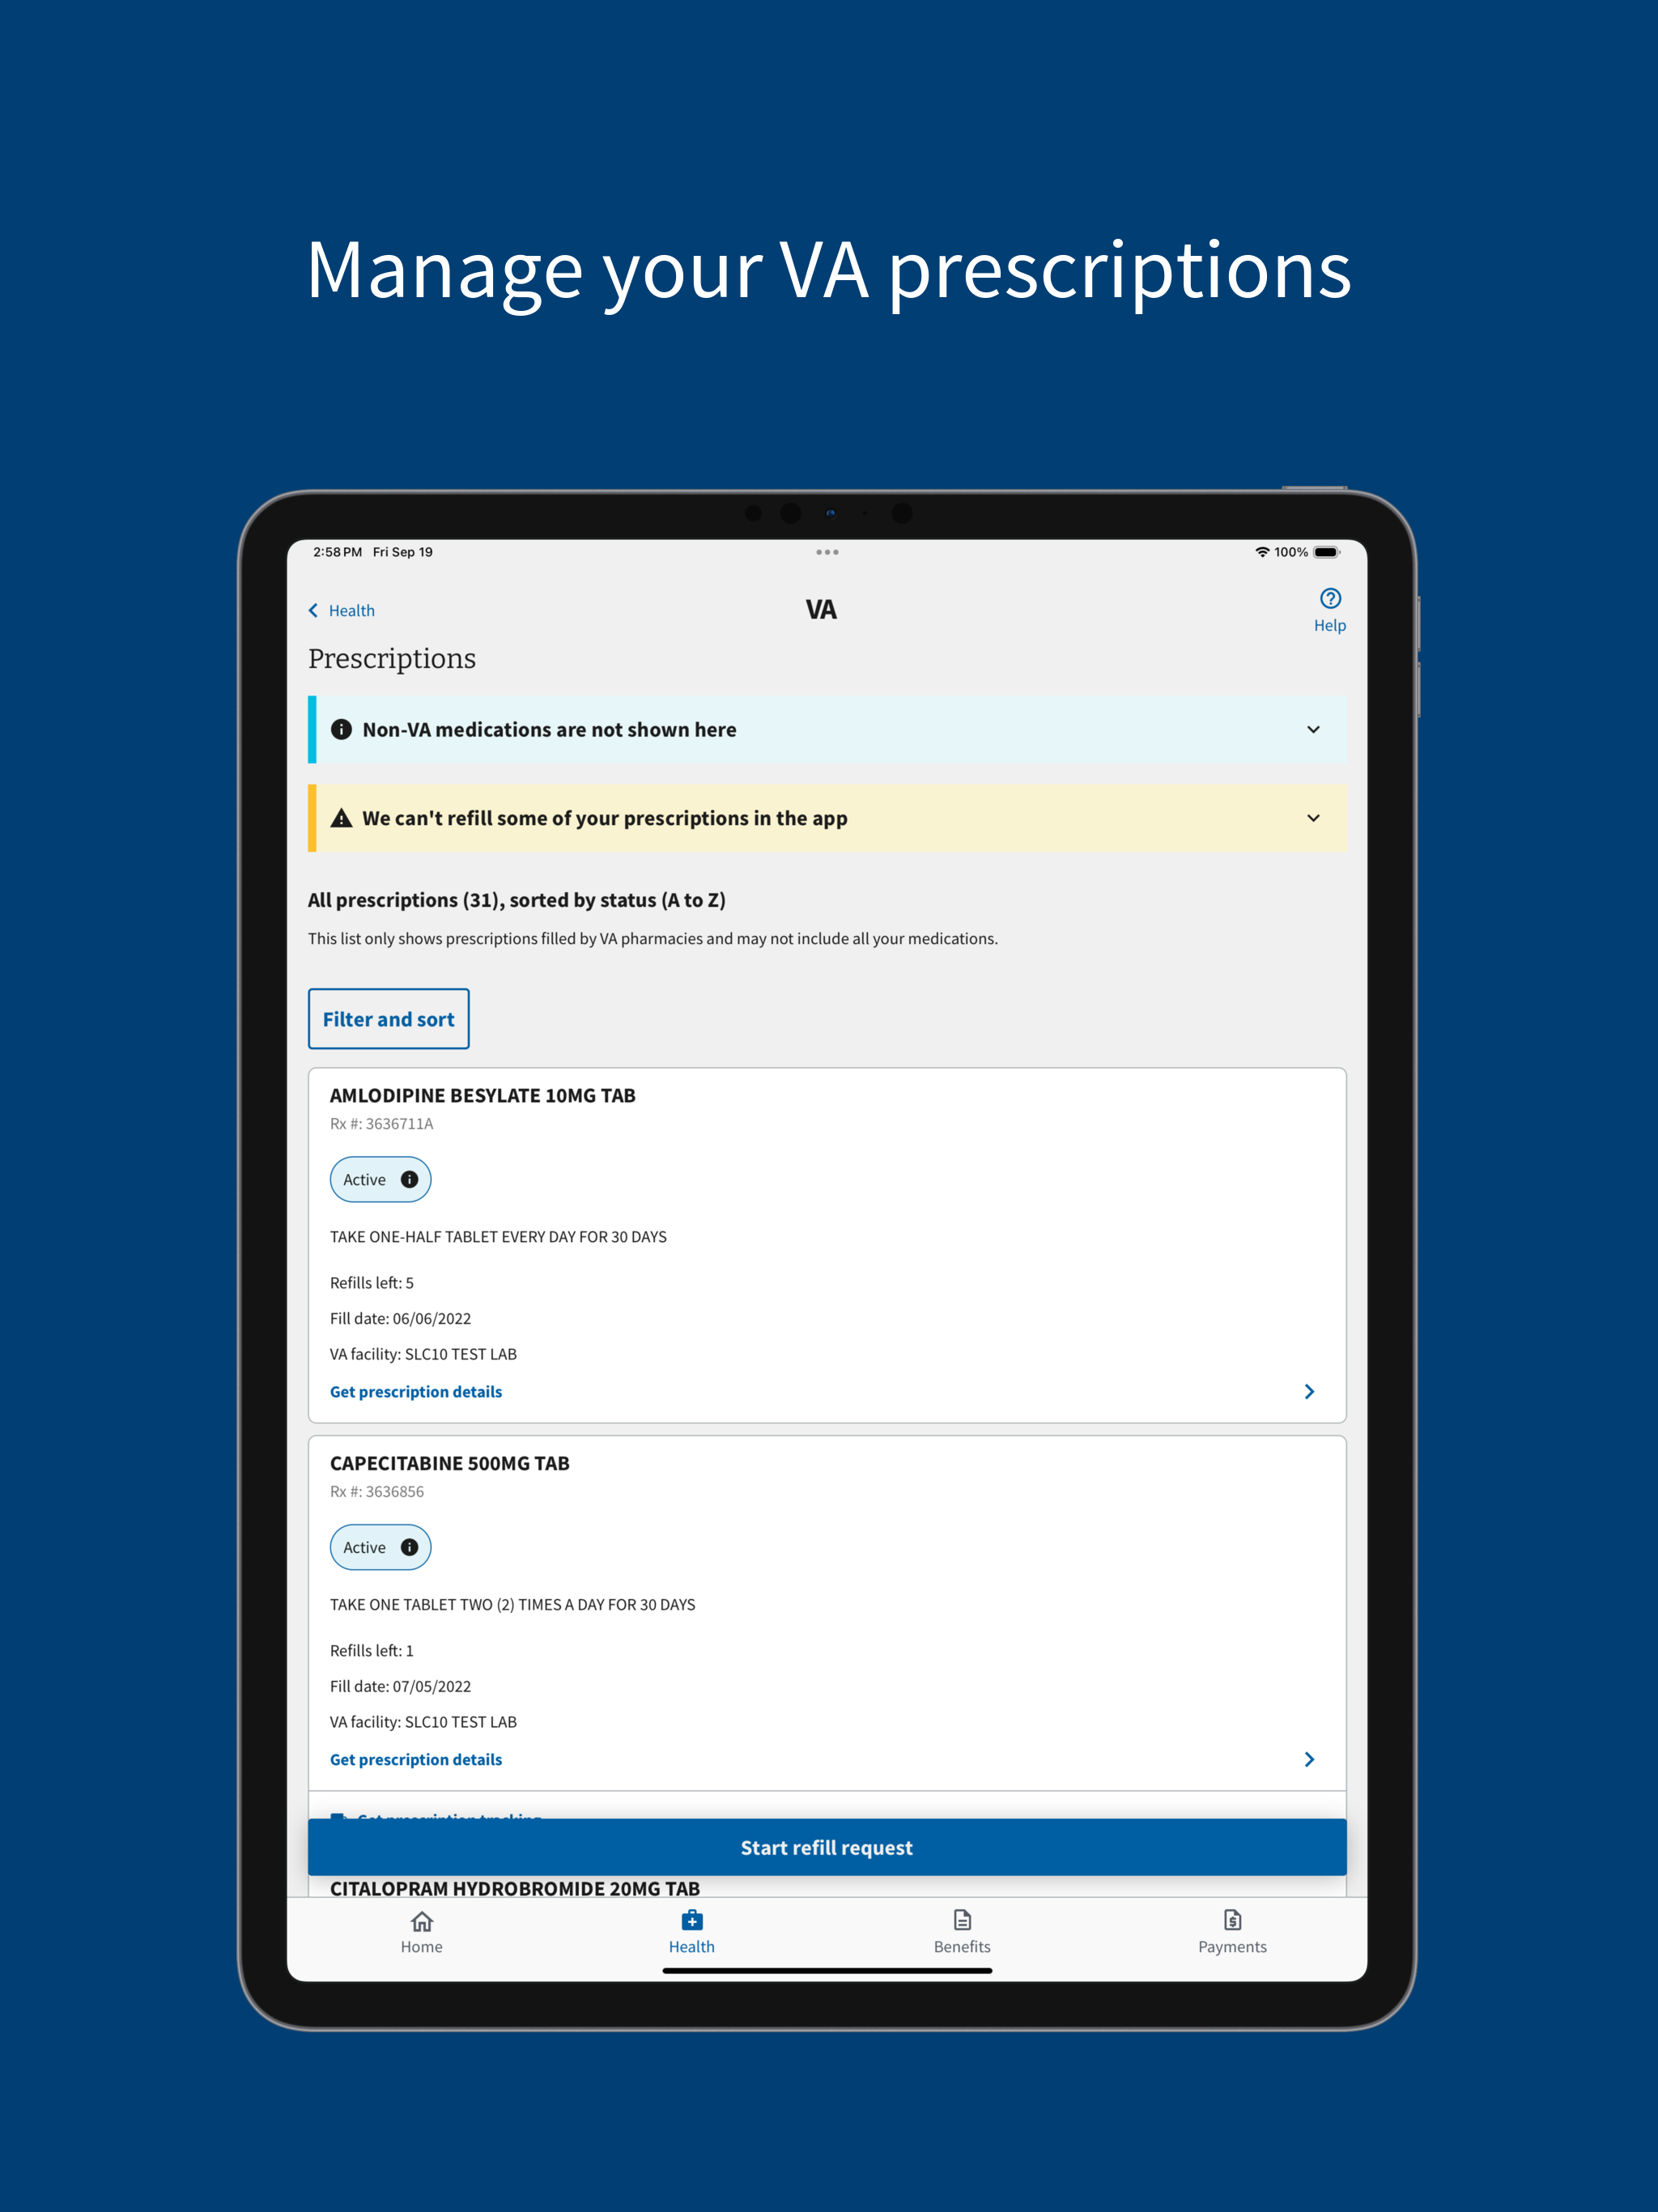 Manage your VA prescriptions
2:58 PM Fri Sep 19
100%
Health
VA
Help
Prescriptions
Non-VA medications are not shown here
We can't refill some of your prescriptions in the app
All prescriptions (31), sorted by status (A to Z)
This list only shows prescriptions filled by VA pharmacies and may not include all your medications.
Filter and sort
AMLODIPINE BESYLATE 10MG TAB
Rx #: 3636711A
Active
TAKE ONE-HALF TABLET EVERY DAY FOR 30 DAYS
Refills left: 5
Fill date: 06/06/2022
VA facility: SLC10 TEST LAB
Get prescription details
CAPECITABINE 500MG TAB
Rx #: 3636856
Active
TAKE ONE TABLET TWO (2) TIMES A DAY FOR 30 DAYS
Refills left: 1
Fill date: 07/05/2022
VA facility: SLC10 TEST LAB
Get prescription details
Get prescription tracking
Start refill request
CITALOPRAM HYDROBROMIDE 20MG TAB
Home
Health
Benefits
Payments